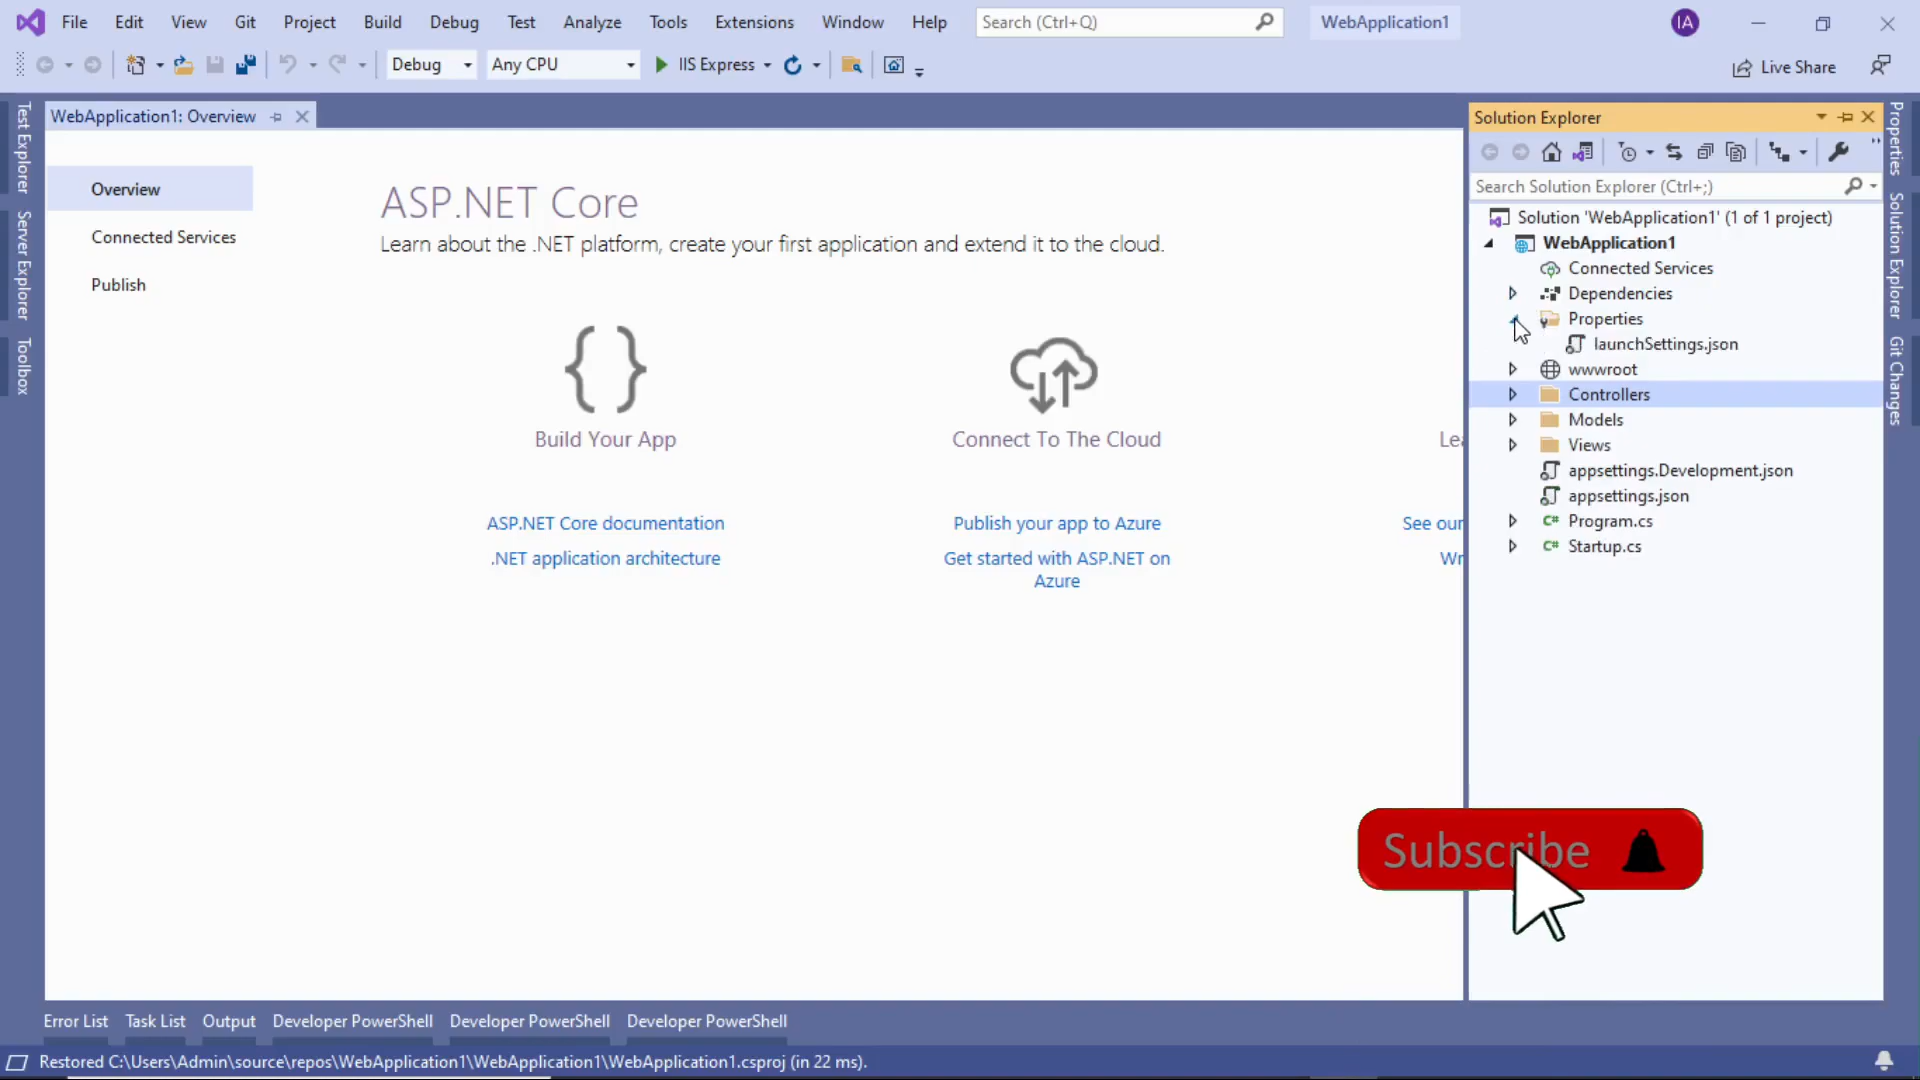 File Edit View Git Project Build Debug Test Analyze Tools Extensions Window Help Search (Ctrl+Q) WebApplication1 IA
Debug Any CPU IIS Express Live Share
WebApplication1: Overview
Test Explorer
Server Explorer
Toolbox
Overview
Connected Services
Publish
ASP.NET Core
Learn about the .NET platform, create your first application and extend it to the cloud.
{ }
Build Your App
ASP.NET Core documentation
.NET application architecture
Connect To The Cloud
Publish your app to Azure
Get started with ASP.NET on
Azure
Lea
See our
Wr
Solution Explorer
Search Solution Explorer (Ctrl+;)
Solution 'WebApplication1' (1 of 1 project)
WebApplication1
Connected Services
Dependencies
Properties
launchSettings.json
wwwroot
Controllers
Models
Views
appsettings.Development.json
appsettings.json
C# Program.cs
C# Startup.cs
Properties
Solution Explorer
Git Changes
Subscribe
Error List Task List Output Developer PowerShell Developer PowerShell Developer PowerShell
Restored C:\Users\Admin\source\repos\WebApplication1\WebApplication1\WebApplication1.csproj (in 22 ms).